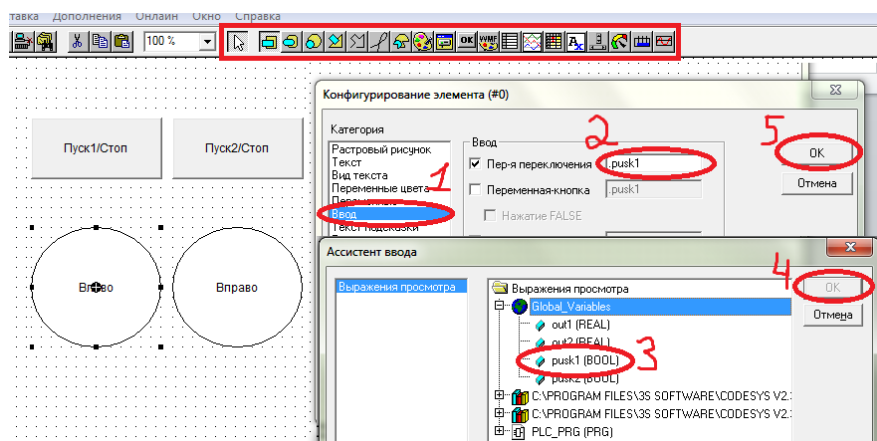 тавка Дополнения Онлайн Окно Справка
100 %
OK WMF
Пуск1/Стоп
Пуск2/Стоп
Вправо
Конфигурирование элемента (#0)
Категория
Растровый рисунок
Текст
Вид текста
Переменные цвета
Ввод
Текст подсказки
1
Ввод
2
Пер-я переключения
.pusk1
Переменная-кнопка
.pusk1
Нажатие FALSE
5
OK
Отмена
Ассистент ввода
Выражения просмотра
Выражения просмотра
Global_Variables
out1 (REAL)
out2 (REAL)
pusk1 (BOOL)
3
pusk2 (BOOL)
C:\PROGRAM FILES\3S SOFTWARE\CODESYS V2.
C:\PROGRAM FILES\3S SOFTWARE\CODESYS V2.
PLC_PRG (PRG)
4
OK
Отмена